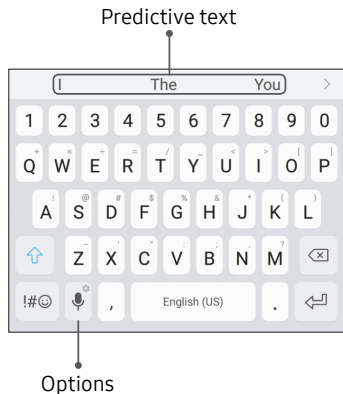 Predictive text
I The You >
1 2 3 4 5 6 7 8 9 0
+ × ÷ = / _ < > [ ]
Q W E R T Y U I O P
! @ # $ % & * ( )
A S D F G H J K L
- ' " : ; , ?
Z X C V B N M
!#☺ , English (US) .
Options